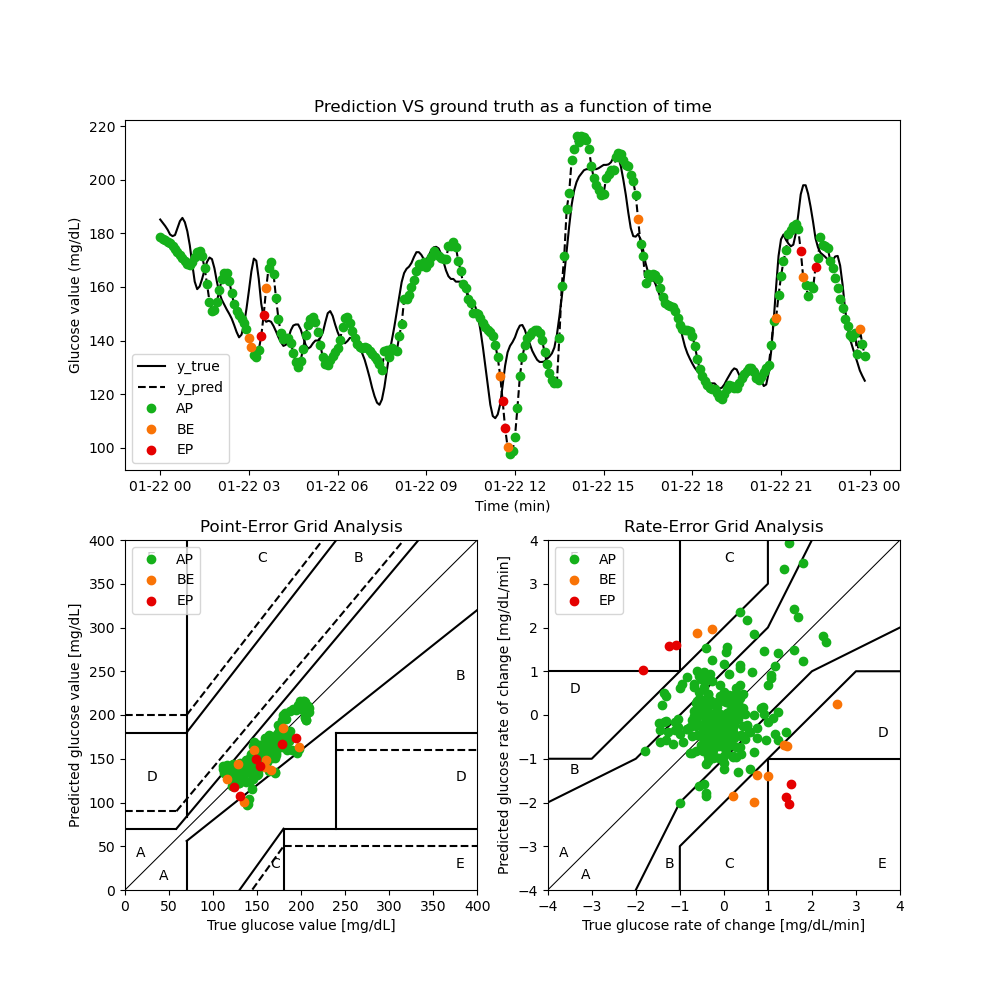 Prediction VS ground truth as a function of time
Glucose value (mg/dL)
220
200
180
160
140
120
100
y_true
y_pred
AP
BE
EP
01-22 00 01-22 03 01-22 06 01-22 09 01-22 12 01-22 15 01-22 18 01-22 21 01-23 00
Time (min)
Point-Error Grid Analysis
Predicted glucose value [mg/dL]
400
350
300
250
200
150
100
50
0
AP
BE
EP
C B
B
D D
A A C E
0 50 100 150 200 250 300 350 400
True glucose value [mg/dL]
Rate-Error Grid Analysis
Predicted glucose rate of change [mg/dL/min]
4
3
2
1
0
−1
−2
−3
−4
AP
BE
EP
C
D
D
B
A A B C E
−4 −3 −2 −1 0 1 2 3 4
True glucose rate of change [mg/dL/min]